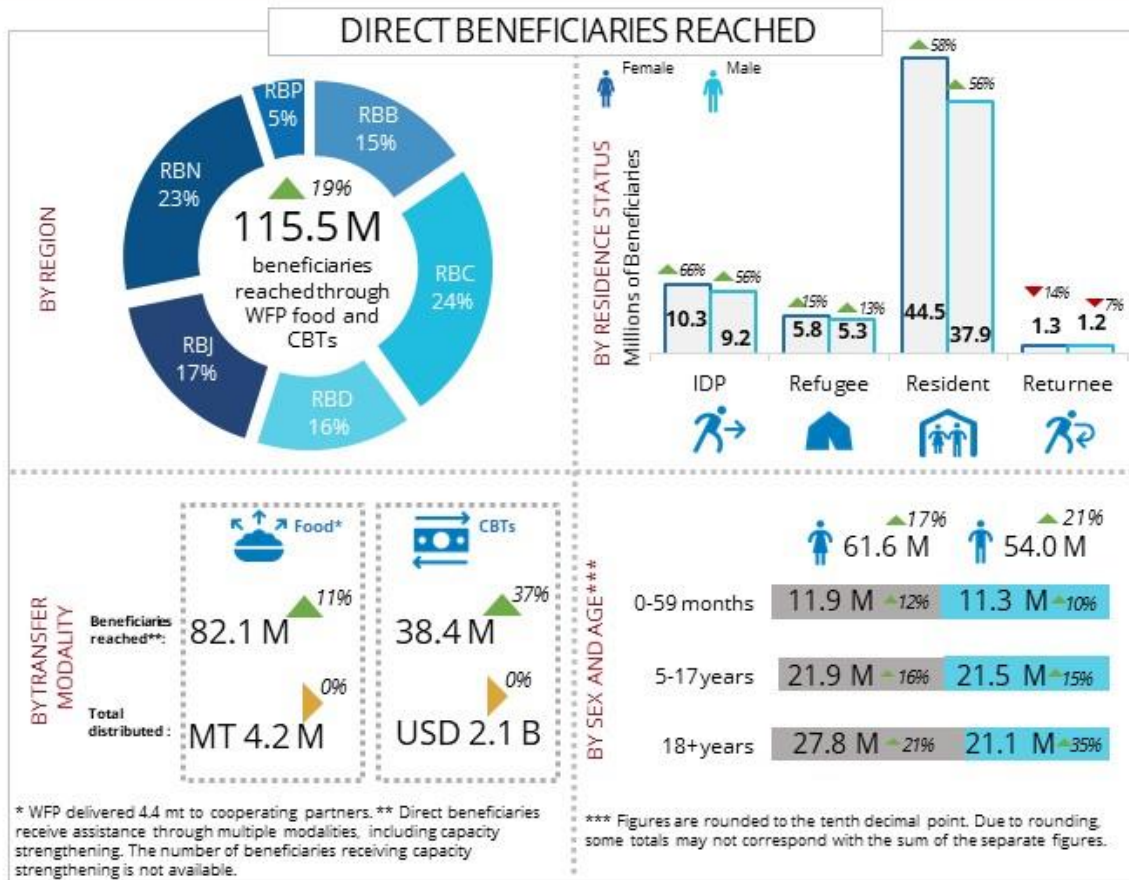 DIRECT BENEFICIARIES REACHED
BY REGION
RBP
5%
RBB
15%
RBN
23%
RBC
24%
RBJ
17%
RBD
16%
19%
115.5 M
beneficiaries
reached through
WFP food and
CBTs
BY RESIDENCE STATUS
Millions of Beneficiaries
Female
Male
66%
56%
10.3
9.2
15%
13%
5.8
5.3
58%
56%
44.5
37.9
14%
7%
1.3
1.2
IDP
Refugee
Resident
Returnee
BY TRANSFER
MODALITY
Food*
CBTs
Beneficiaries
reached**:
11%
82.1 M
37%
38.4 M
Total
distributed :
0%
MT 4.2 M
0%
USD 2.1 B
* WFP delivered 4.4 mt to cooperating partners. ** Direct beneficiaries
receive assistance through multiple modalities, including capacity
strengthening. The number of beneficiaries receiving capacity
strengthening is not available.
BY SEX AND AGE***
17%
61.6 M
21%
54.0 M
0-59 months
11.9 M 12%
11.3 M 10%
5-17 years
21.9 M 16%
21.5 M 15%
18+years
27.8 M 21%
21.1 M 35%
*** Figures are rounded to the tenth decimal point. Due to rounding,
some totals may not correspond with the sum of the separate figures.